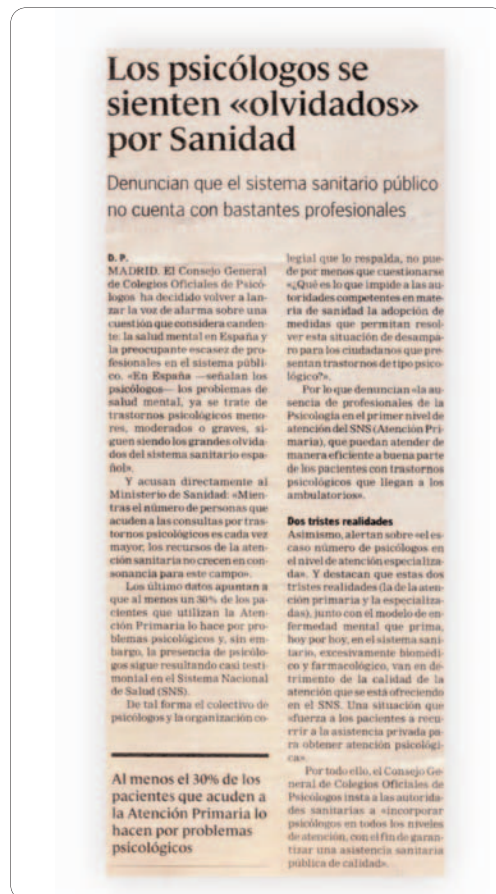 Los psicólogos se
sienten «olvidados»
por Sanidad
Denuncian que el sistema sanitario público
no cuenta con bastantes profesionales
D. P.
MADRID. El Consejo General
de Colegios Oficiales de Psicó-
logos ha decidido volver a lan-
zar la voz de alarma sobre una
cuestión que considera canden-
te: la salud mental en España y
la preocupante escasez de pro-
fesionales en el sistema públi-
co. «En España —señalan los
psicólogos— los problemas de
salud mental, ya se trate de
trastornos psicológicos meno-
res, moderados o graves, si-
guen siendo los grandes olvida-
dos del sistema sanitario espa-
ñol».
Y acusan directamente al
Ministerio de Sanidad: «Mien-
tras el número de personas que
acuden a las consultas por tras-
tornos psicológicos es cada vez
mayor, los recursos de la aten-
ción sanitaria no crecen en con-
sonancia para este campo».
Los último datos apuntan a
que al menos un 30% de los pa-
cientes que utilizan la Aten-
ción Primaria lo hace por pro-
blemas psicológicos y, sin em-
bargo, la presencia de psicólo-
gos sigue resultando casi testi-
monial en el Sistema Nacional
de Salud (SNS).
De tal forma el colectivo de
psicólogos y la organización co-
Al menos el 30% de los
pacientes que acuden a
la Atención Primaria lo
hacen por problemas
psicológicos
legial que lo respalda, no pue-
de por menos que cuestionarse
«¿Qué es lo que impide a las au-
toridades competentes en mate-
ria de sanidad la adopción de
medidas que permitan resol-
ver esta situación de desampa-
ro para los ciudadanos que pre-
sentan trastornos de tipo psico-
lógico?».
Por lo que denuncian «la au-
sencia de profesionales de la
Psicología en el primer nivel de
atención del SNS (Atención Pri-
maria), que puedan atender de
manera eficiente a buena parte
de los pacientes con trastornos
psicológicos que llegan a los
ambulatorios».
Dos tristes realidades
Asimismo, alertan sobre «el es-
caso número de psicólogos en
el nivel de atención especializa-
da». Y destacan que estas dos
tristes realidades (la de la aten-
ción primaria y la especializa-
das), junto con el modelo de en-
fermedad mental que prima,
hoy por hoy, en el sistema sani-
tario, excesivamente biomédi-
co y farmacológico, van en de-
trimento de la calidad de la
atención que se está ofreciendo
en el SNS. Una situación que
«fuerza a los pacientes a recu-
rrir a la asistencia privada pa-
ra obtener atención psicológi-
ca».
Por todo ello, el Consejo Ge-
neral de Colegios Oficiales de
Psicólogos insta a las autorida-
des sanitarias a «incorporar
psicólogos en todos los niveles
de atención, con el fin de garan-
tizar una asistencia sanitaria
pública de calidad».